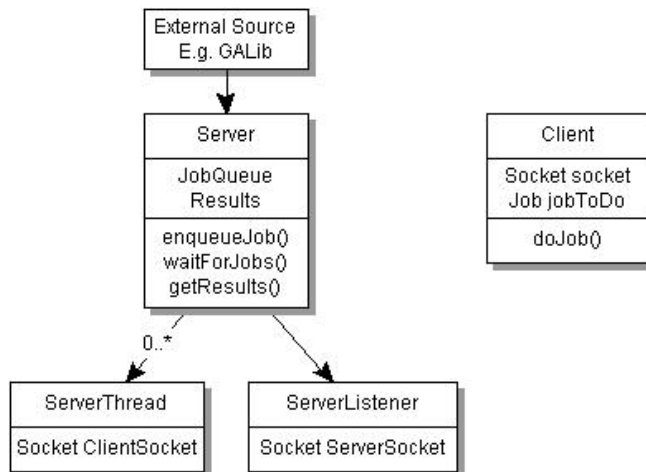 External Source
E.g. GALib
Server
JobQueue
Results
enqueueJob()
waitForJobs()
getResults()
Client
Socket socket
Job jobToDo
doJob()
0..*
ServerThread
Socket ClientSocket
ServerListener
Socket ServerSocket